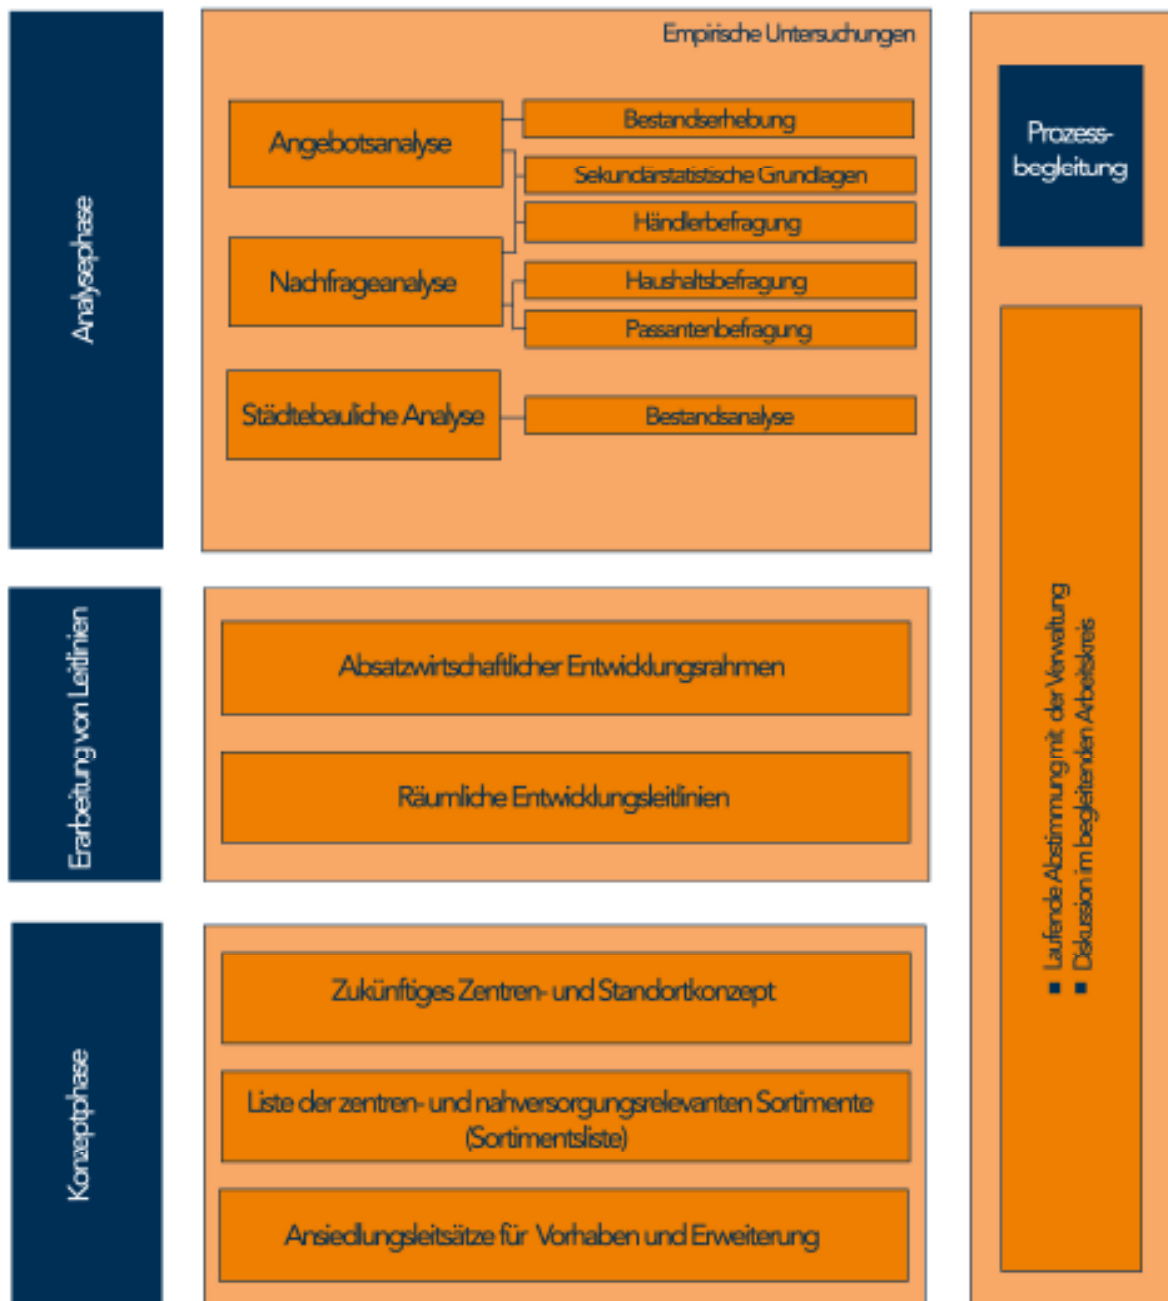 Analysephase
Empirische Untersuchungen
Angebotsanalyse
Bestandserhebung
Sekundärstatistische Grundlagen
Händlerbefragung
Nachfrageanalyse
Haushaltsbefragung
Passantenbefragung
Städtebauliche Analyse
Bestandsanalyse
Erarbeitung von Leitlinien
Absatzwirtschaftlicher Entwicklungsrahmen
Räumliche Entwicklungsleitlinien
Konzeptphase
Zukünftiges Zentren- und Standortkonzept
Liste der zentren- und nahversorgungsrelevanten Sortimente
(Sortimentsliste)
Ansiedlungsleitsätze für Vorhaben und Erweiterung
Prozess-
begleitung
■ Laufende Abstimmung mit der Verwaltung
■ Diskussion im begleitenden Arbeitskreis